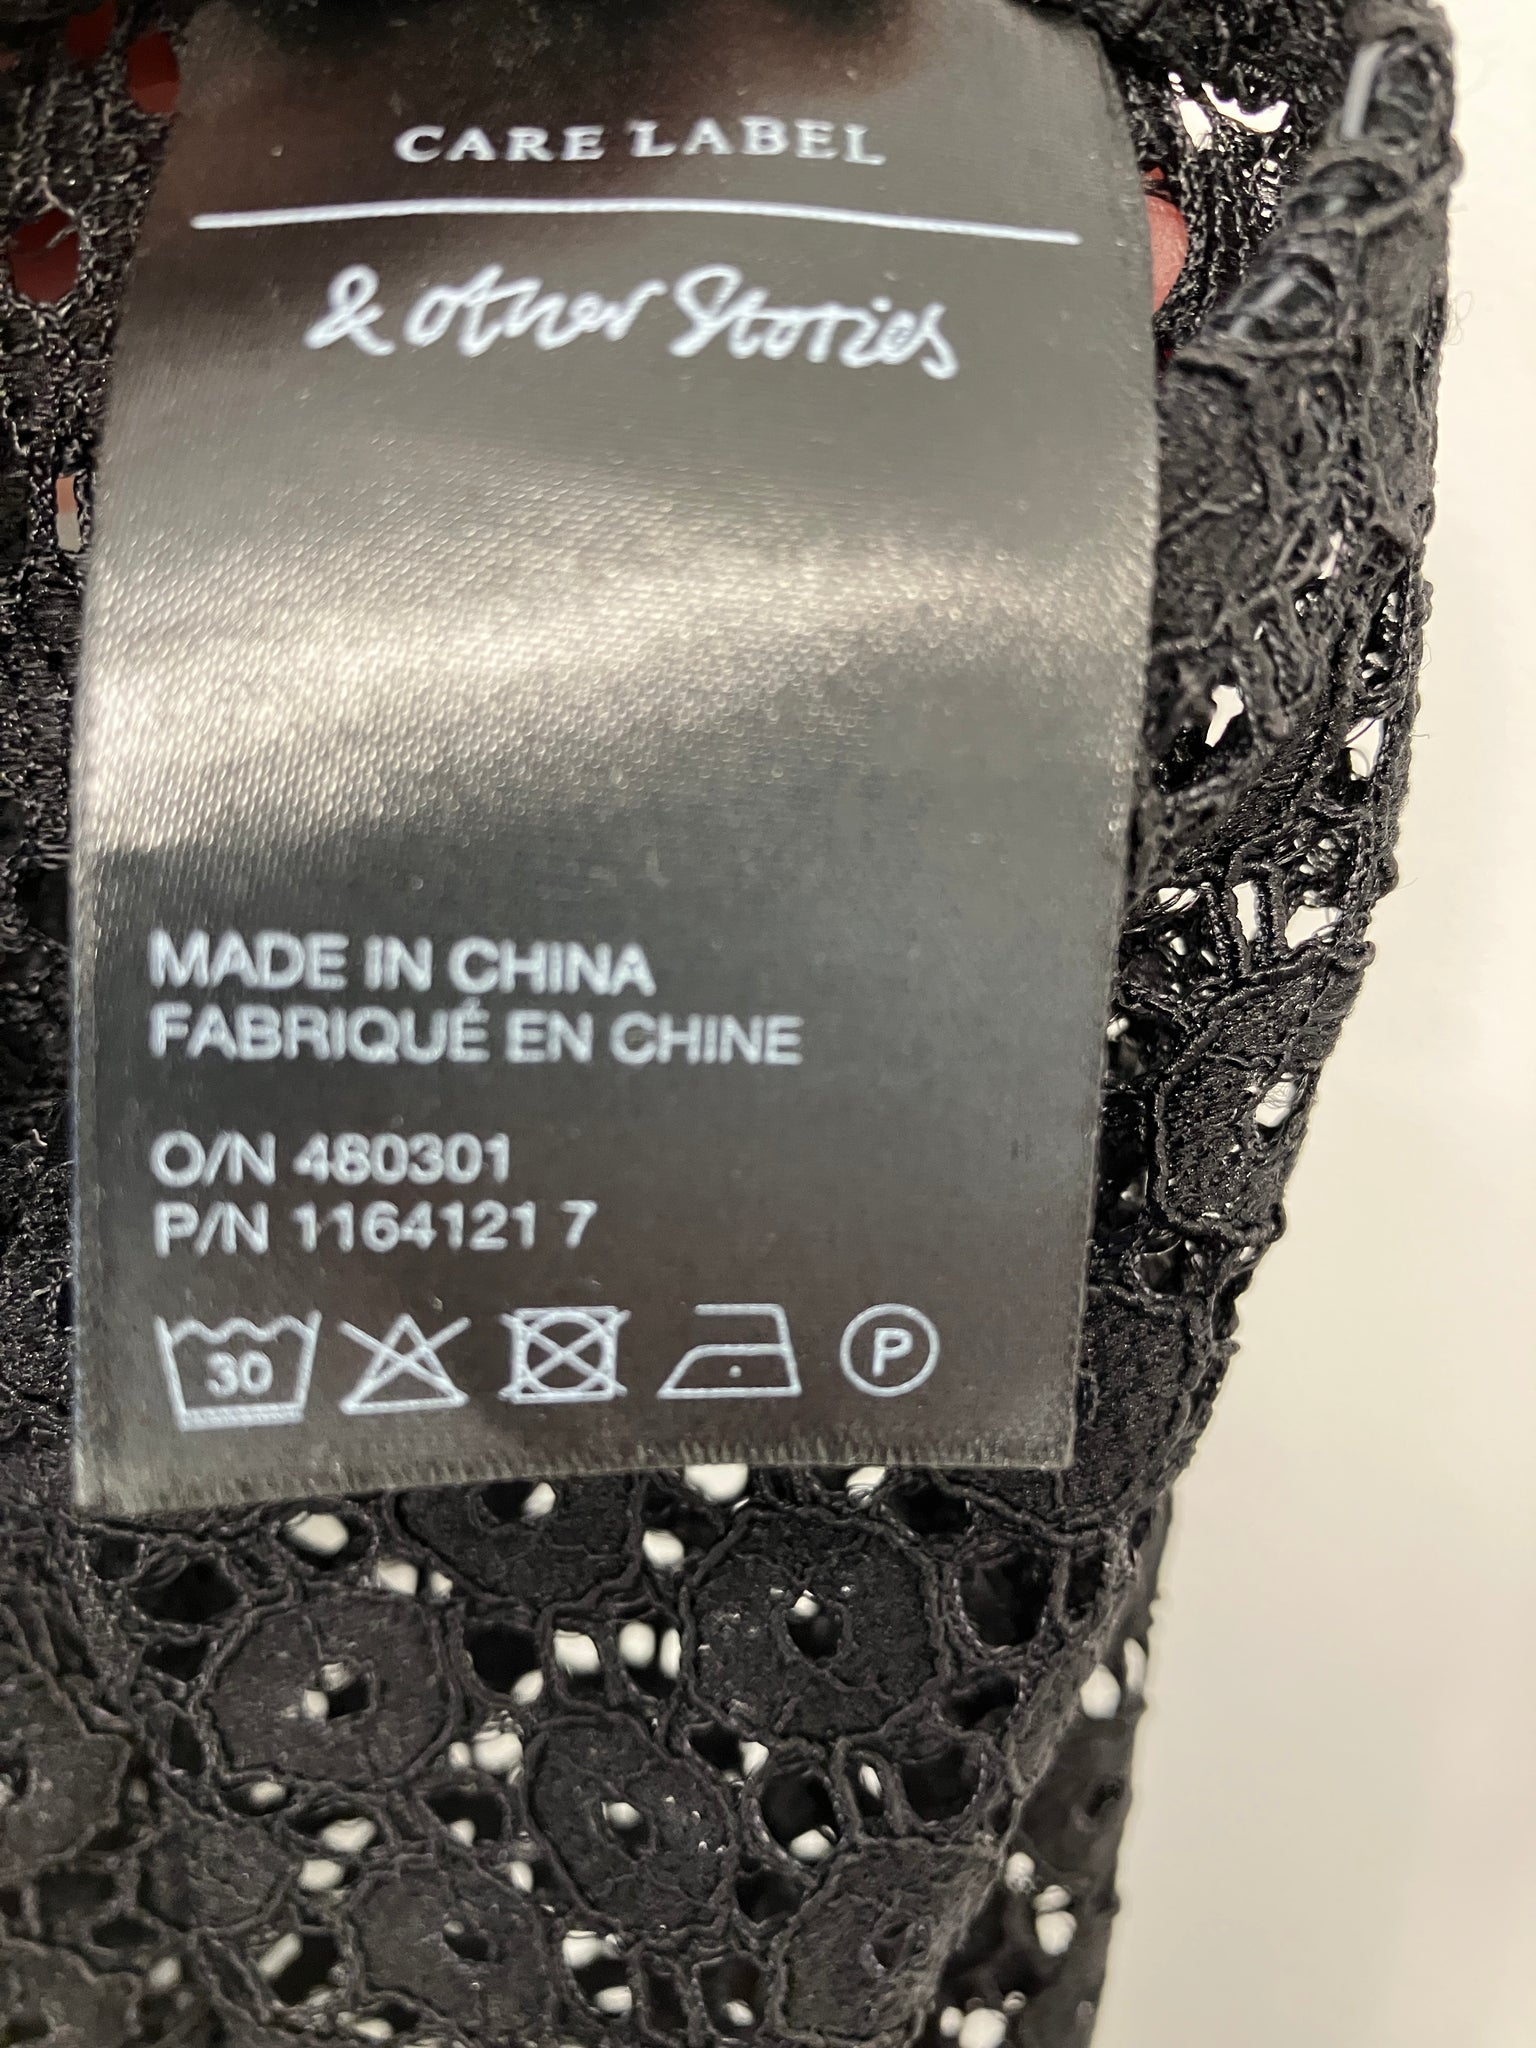 CARE LABEL
& other Stories
MADE IN CHINA
FABRIQUÉ EN CHINE
O/N 480301
P/N 1164121 7
30 P